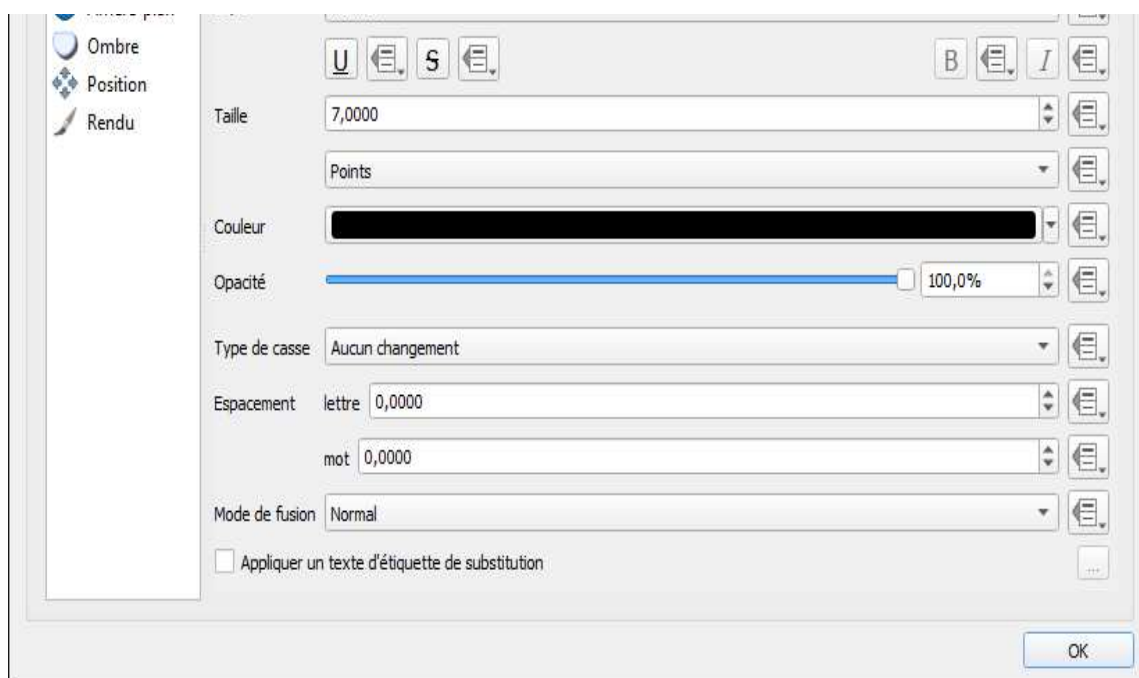 Ombre
Position
Rendu
U S B I
Taille 7,0000
Points
Couleur
Opacité 100,0%
Type de casse Aucun changement
Espacement lettre 0,0000
mot 0,0000
Mode de fusion Normal
Appliquer un texte d'étiquette de substitution ...
OK